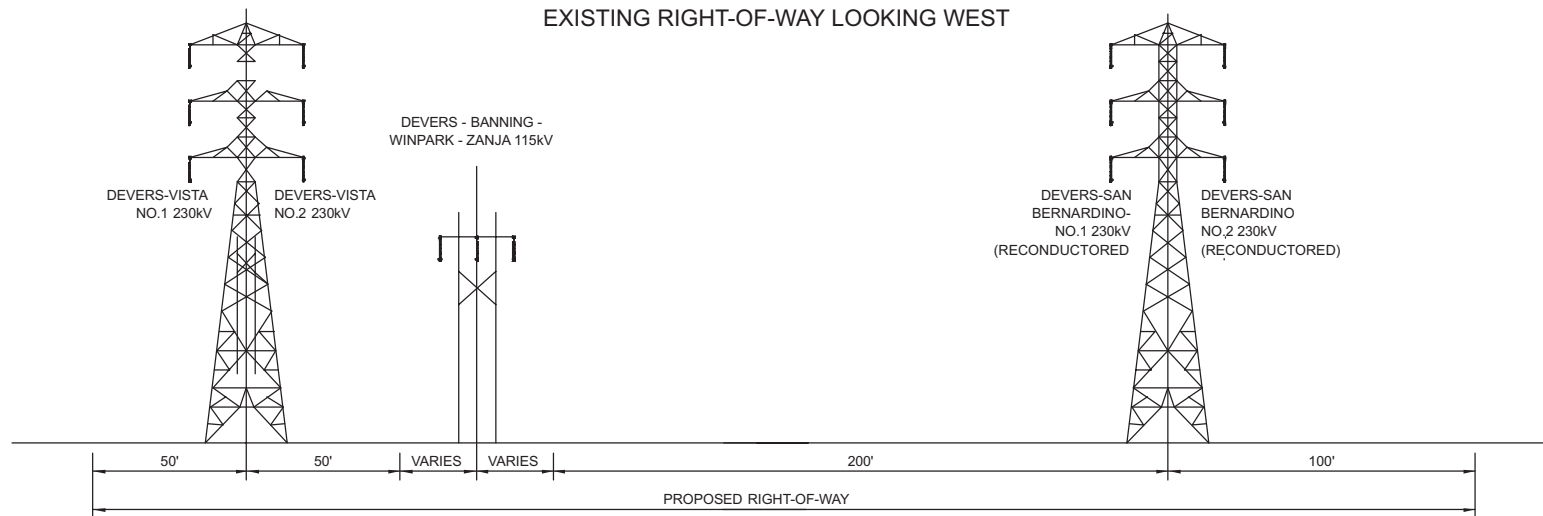 EXISTING RIGHT-OF-WAY LOOKING WEST
DEVERS - BANNING -
WINPARK - ZANJA 115kV
DEVERS-VISTA
NO.1 230kV
DEVERS-VISTA
NO.2 230kV
DEVERS-SAN
BERNARDINO-
NO.1 230kV
(RECONDUCTORED
DEVERS-SAN
BERNARDINO
NO.2 230kV
(RECONDUCTORED)
50'
50'
VARIES
VARIES
200'
100'
PROPOSED RIGHT-OF-WAY